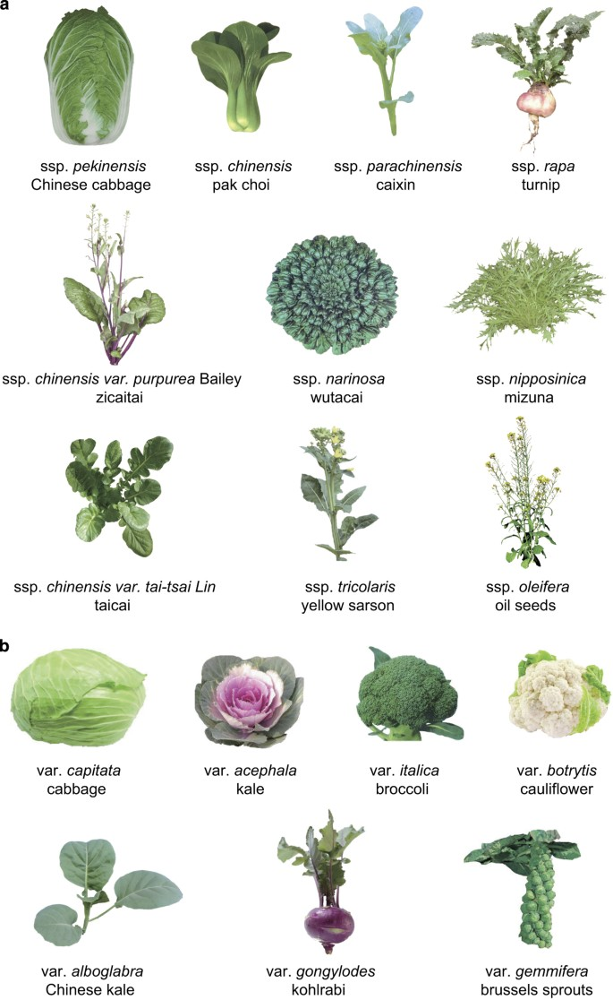 a
ssp. pekinensis
Chinese cabbage
ssp. chinensis
pak choi
ssp. parachinensis
caixin
ssp. rapa
turnip
ssp. chinensis var. purpurea Bailey
zicaitai
ssp. narinosa
wutacai
ssp. nipposinica
mizuna
ssp. chinensis var. tai-tsai Lin
taicai
ssp. tricolaris
yellow sarson
ssp. oleifera
oil seeds
b
var. capitata
cabbage
var. acephala
kale
var. italica
broccoli
var. botrytis
cauliflower
var. alboglabra
Chinese kale
var. gongylodes
kohlrabi
var. gemmifera
brussels sprouts